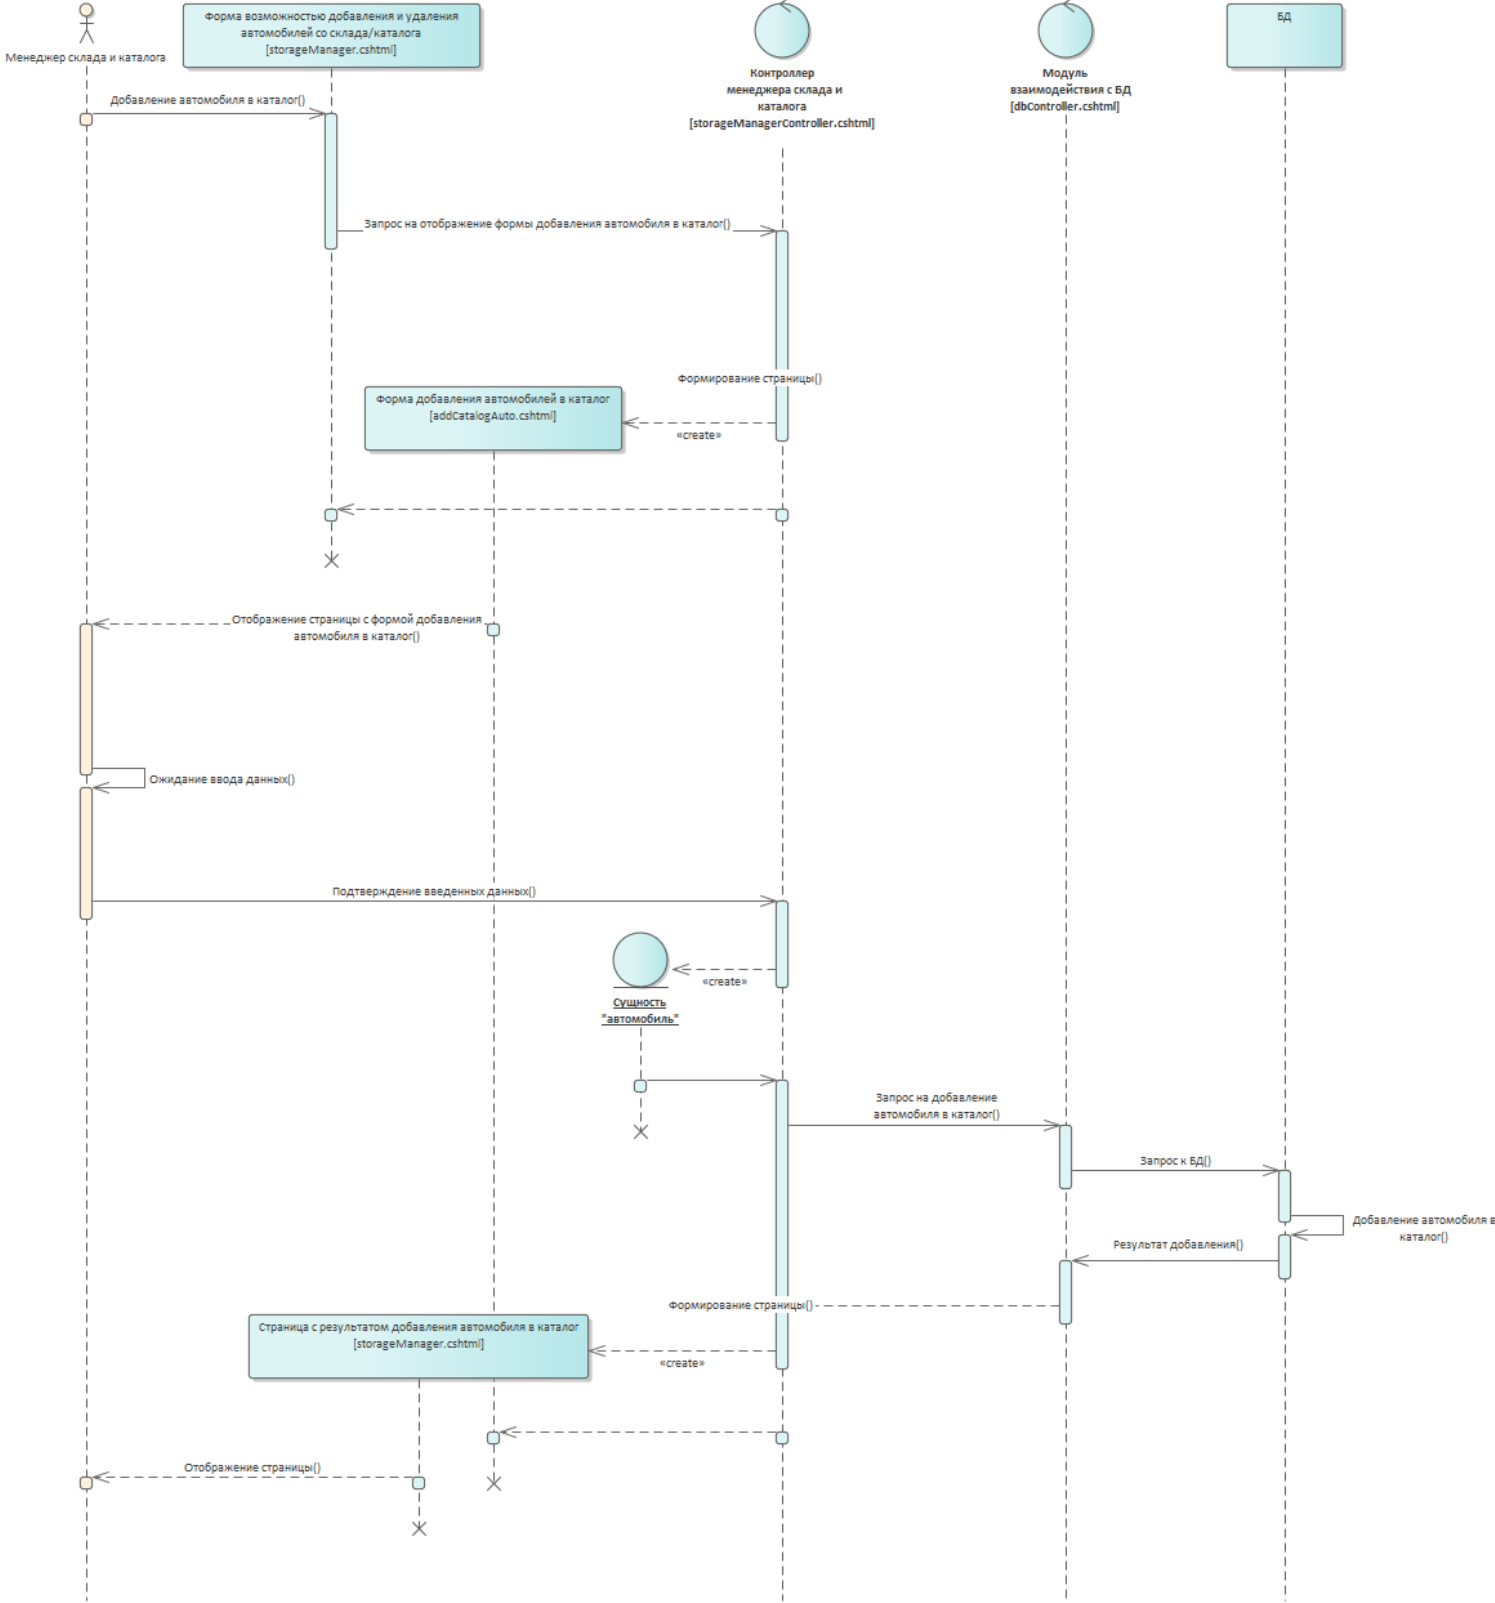 Менеджер склада и каталога
Форма возможностью добавления и удаления
автомобилей со склада/каталога
[storageManager.cshtml]
Контроллер
менеджера склада и
каталога
[storageManagerController.cshtml]
Модуль
взаимодействия с БД
[dbController.cshtml]
БД
Добавление автомобиля в каталог()
Запрос на отображение формы добавления автомобиля в каталог()
Формирование страницы()
Форма добавления автомобилей в каталог
[addCatalogAuto.cshtml]
«create»
Отображение страницы с формой добавления
автомобиля в каталог()
Ожидание ввода данных()
Подтверждение введенных данных()
«create»
Сущность
"автомобиль"
Запрос на добавление
автомобиля в каталог()
Запрос к БД()
Добавление автомобиля в
каталог()
Результат добавления()
Формирование страницы()
Страница с результатом добавления автомобиля в каталог
[storageManager.cshtml]
«create»
Отображение страницы()